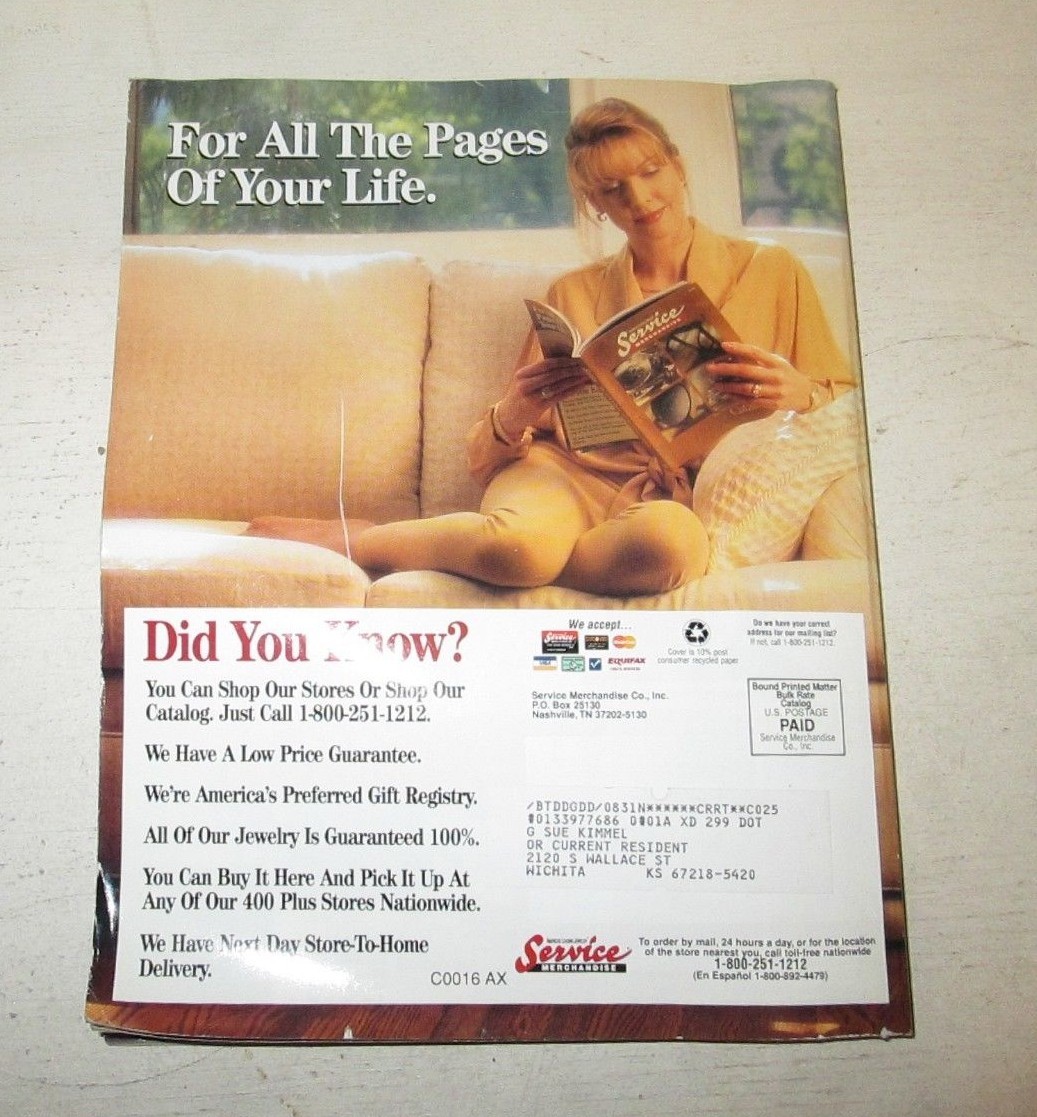 For All The Pages
Of Your Life.
Service
MERCHANDISE
Did You Know?
You Can Shop Our Stores Or Shop Our
Catalog. Just Call 1-800-251-1212.
We Have A Low Price Guarantee.
We're America's Preferred Gift Registry.
All Of Our Jewelry Is Guaranteed 100%.
You Can Buy It Here And Pick It Up At
Any Of Our 400 Plus Stores Nationwide.
We Have Next Day Store-To-Home
Delivery.
C0016 AX
We accept...
Service
EQUIFAX
Cover is 10% post
consumer recycled paper
Do we have your correct
address for our mailing list?
If not, call 1-800-251-1212.
Service Merchandise Co., Inc.
P.O. Box 25130
Nashville, TN 37202-5130
Bound Printed Matter
Bulk Rate
Catalog
U.S. POSTAGE
PAID
Service Merchandise
Co., Inc.
/BTDDGDD/0831N******CRRT**C025
#0133977686 0#01A XD 299 DOT
G SUE KIMMEL
OR CURRENT RESIDENT
2120 S WALLACE ST
WICHITA KS 67218-5420
Service
MERCHANDISE
To order by mail, 24 hours a day, or for the location
of the store nearest you, call toll-free nationwide
1-800-251-1212
(En Español 1-800-892-4479)